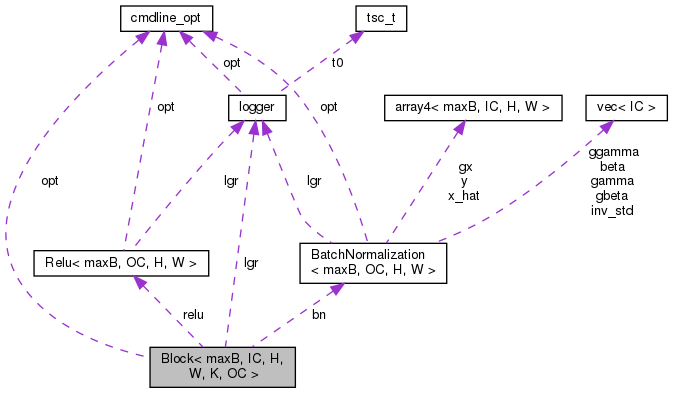 cmdline_opt
tsc_t
opt
t0
logger
array4< maxB, IC, H, W >
vec< IC >
opt
opt
ggamma
beta
gamma
gbeta
inv_std
gx
y
x_hat
opt
lgr
lgr
lgr
Relu< maxB, OC, H, W >
BatchNormalization
< maxB, OC, H, W >
relu
bn
Block< maxB, IC, H,
W, K, OC >